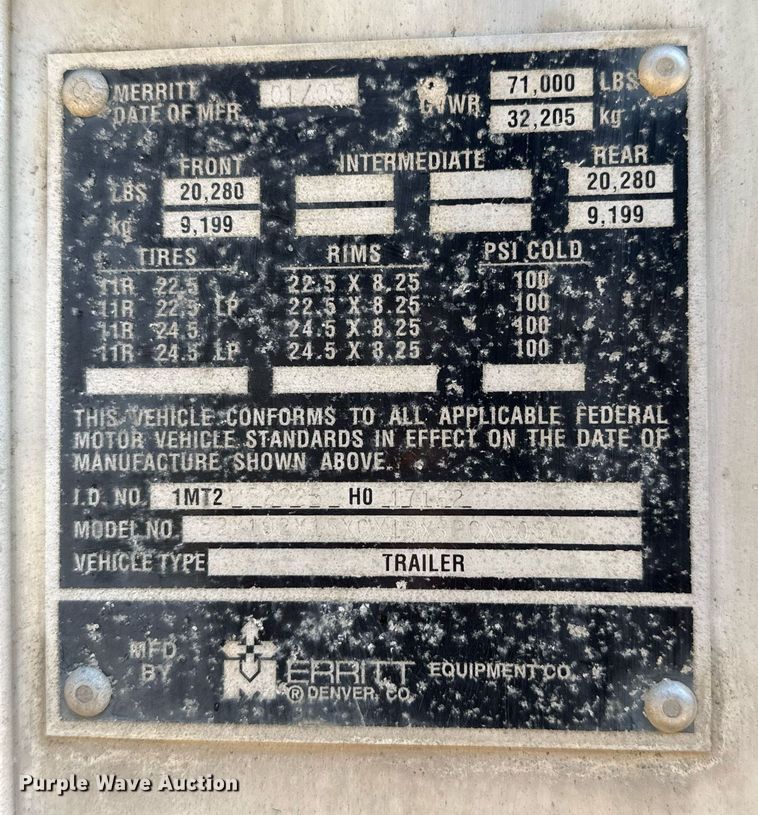 MERRITT
DATE OF MFR. 01/95
GVWR 71,000 LBS
32,205 kg
FRONT INTERMEDIATE REAR
LBS 20,280 20,280
kg 9,199 9,199
TIRES RIMS PSI COLD
11R 22.5 22.5 X 8.25 100
11R 22.5 LP 22.5 X 8.25 100
11R 24.5 24.5 X 8.25 100
11R 24.5 LP 24.5 X 8.25 100
THIS VEHICLE CONFORMS TO ALL APPLICABLE FEDERAL
MOTOR VEHICLE STANDARDS IN EFFECT ON THE DATE OF
MANUFACTURE SHOWN ABOVE.
I.D. NO. 1MT2 H0
MODEL NO.
VEHICLE TYPE TRAILER
MFD. BY MERRITT EQUIPMENT CO.
® DENVER, CO.
Purple Wave Auction